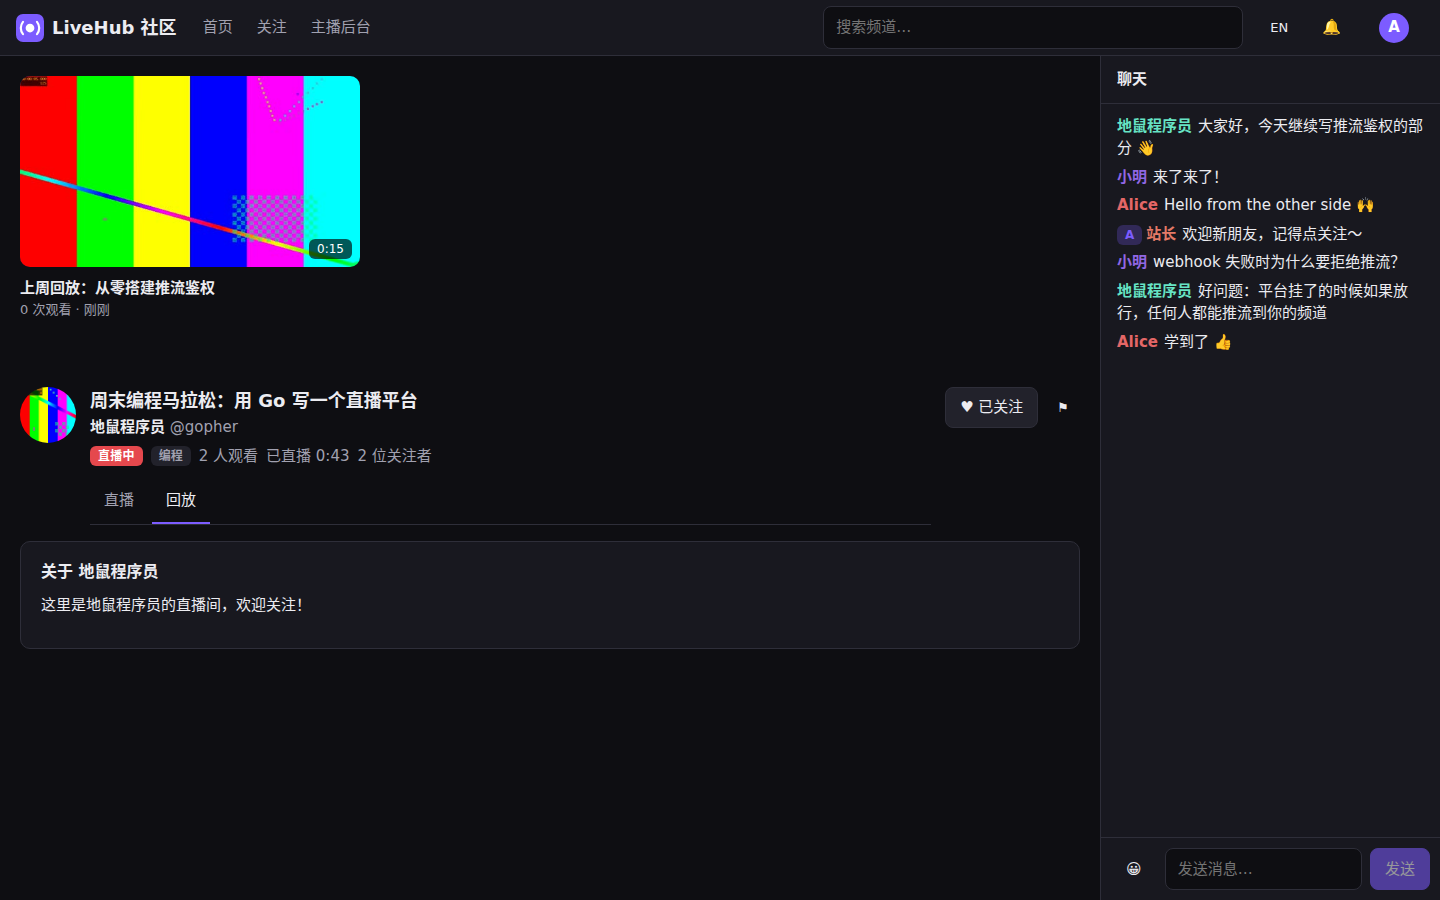 LiveHub 社区
首页
关注
主播后台
搜索频道…
EN
A
0:15
上周回放：从零搭建推流鉴权
0 次观看 · 刚刚
周末编程马拉松：用 Go 写一个直播平台
地鼠程序员 @gopher
直播中 编程 2 人观看 已直播 0:43 2 位关注者
♥ 已关注
直播
回放
关于 地鼠程序员
这里是地鼠程序员的直播间，欢迎关注！
聊天
地鼠程序员 大家好，今天继续写推流鉴权的部
分 👋
小明 来了来了！
Alice Hello from the other side 🙌
A 站长 欢迎新朋友，记得点关注～
小明 webhook 失败时为什么要拒绝推流？
地鼠程序员 好问题：平台挂了的时候如果放
行，任何人都能推流到你的频道
Alice 学到了 👍
发送消息…
发送